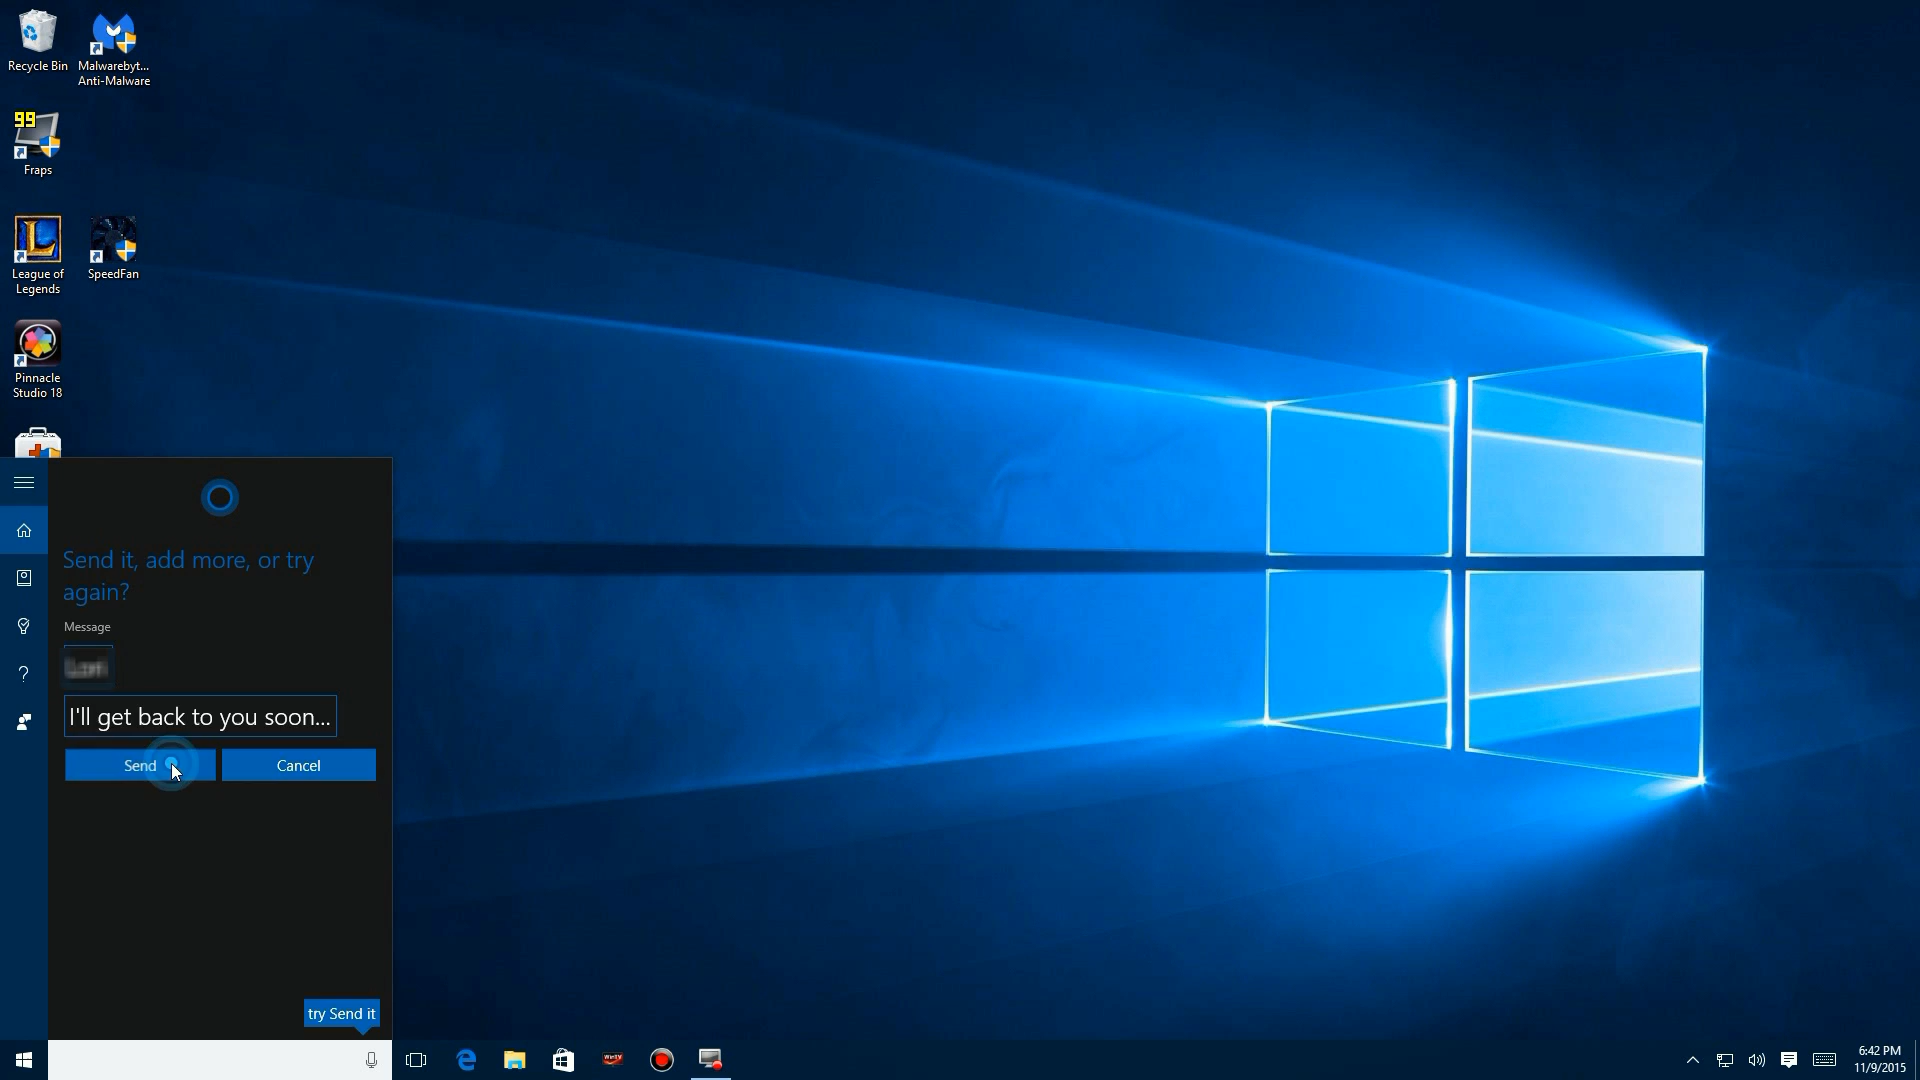 Recycle Bin
Malwarebyt...
Anti-Malware
99
Fraps
League of
Legends
SpeedFan
Pinnacle
Studio 18
Send it, add more, or try
again?
Message
I'll get back to you soon...
Send
Cancel
try Send it
WinTV
6:42 PM
11/9/2015